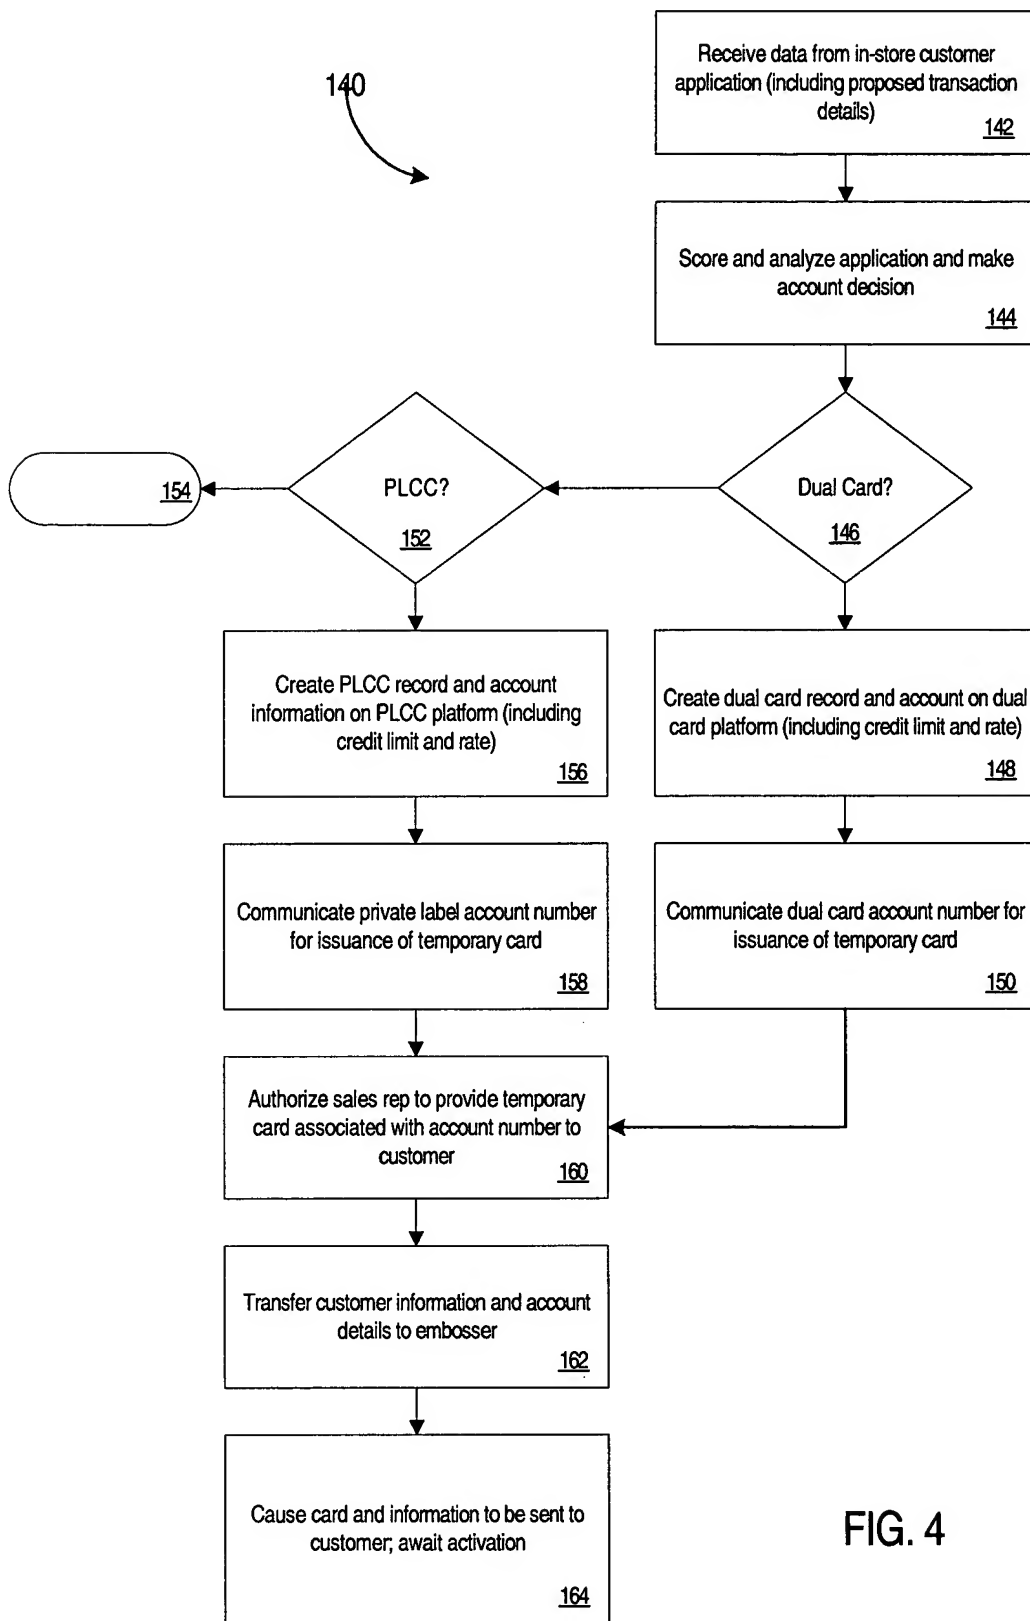 140
Receive data from in-store customer
application (including proposed transaction
details)
142
Score and analyze application and make
account decision
144
Dual Card?
146
PLCC?
152
154
Create PLCC record and account
information on PLCC platform (including
credit limit and rate)
156
Create dual card record and account on dual
card platform (including credit limit and rate)
148
Communicate private label account number
for issuance of temporary card
158
Communicate dual card account number for
issuance of temporary card
150
Authorize sales rep to provide temporary
card associated with account number to
customer
160
Transfer customer information and account
details to embosser
162
Cause card and information to be sent to
customer; await activation
164
FIG. 4